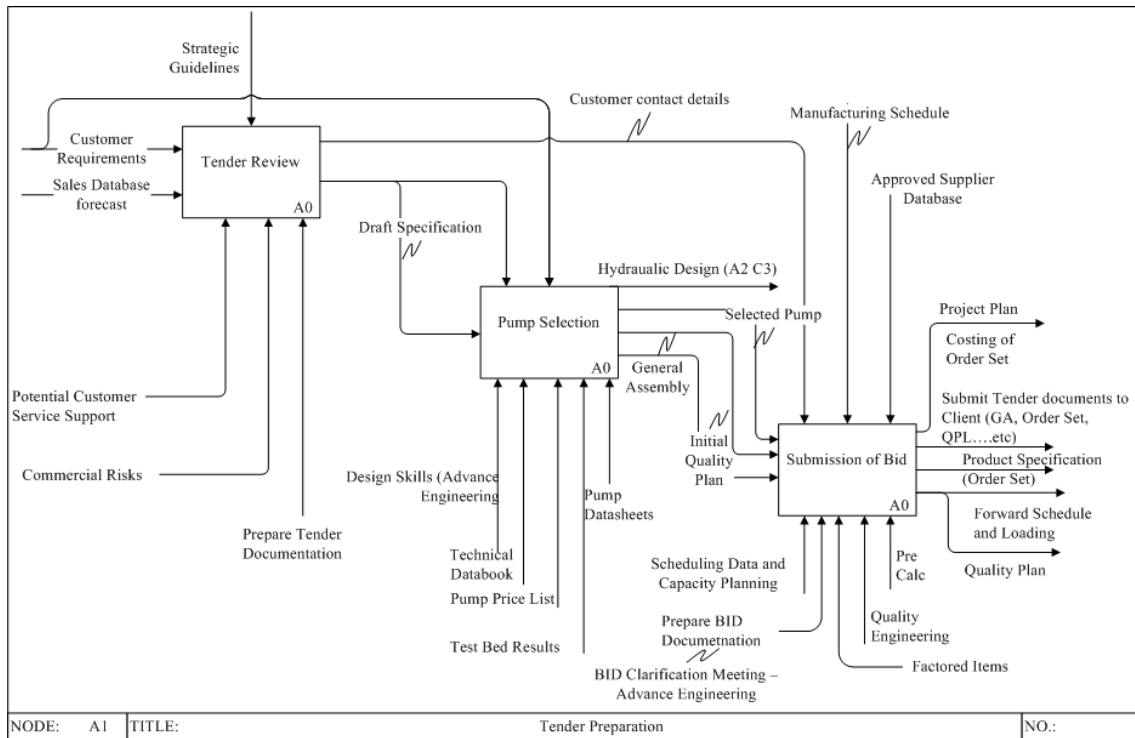 Strategic
Guidelines
Customer contact details
Manufacturing Schedule
Customer
Requirements
Tender Review
Sales Database
forecast
A0
Approved Supplier
Database
Draft Specification
Hydraualic Design (A2 C3)
Pump Selection
Selected Pump
Project Plan
A0
General
Assembly
Costing of
Order Set
Potential Customer
Service Support
Submit Tender documents to
Client (GA, Order Set,
QPL….etc)
Initial
Quality
Plan
Submission of Bid
Product Specification
(Order Set)
A0
Commercial Risks
Design Skills (Advance
Engineering
Pump
Datasheets
Forward Schedule
and Loading
Prepare Tender
Documentation
Technical
Databook
Scheduling Data and
Capacity Planning
Pre
Calc
Quality Plan
Pump Price List
Prepare BID
Documetnation
Quality
Engineering
Test Bed Results
BID Clarification Meeting –
Advance Engineering
Factored Items
NODE: A1 TITLE: Tender Preparation NO.: